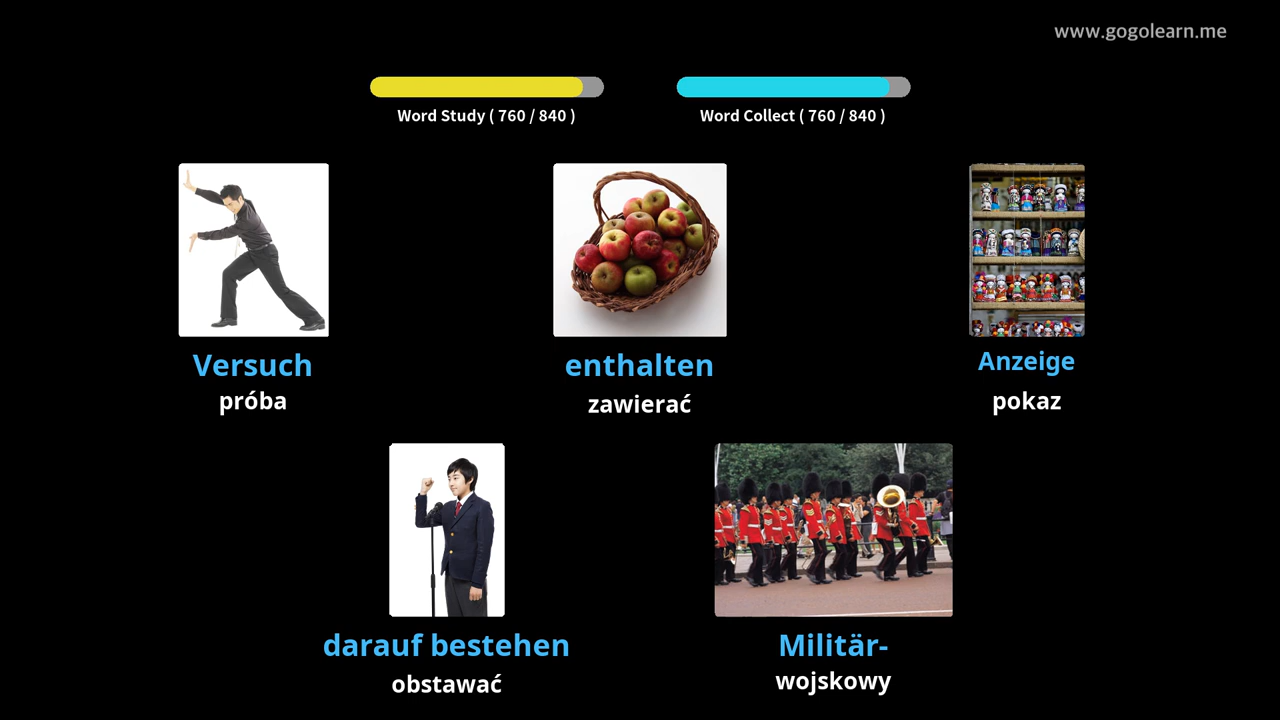 www.gogolearn.me
Word Study ( 760 / 840 )
Word Collect ( 760 / 840 )
Versuch
próba
enthalten
zawierać
Anzeige
pokaz
darauf bestehen
obstawać
Militär-
wojskowy